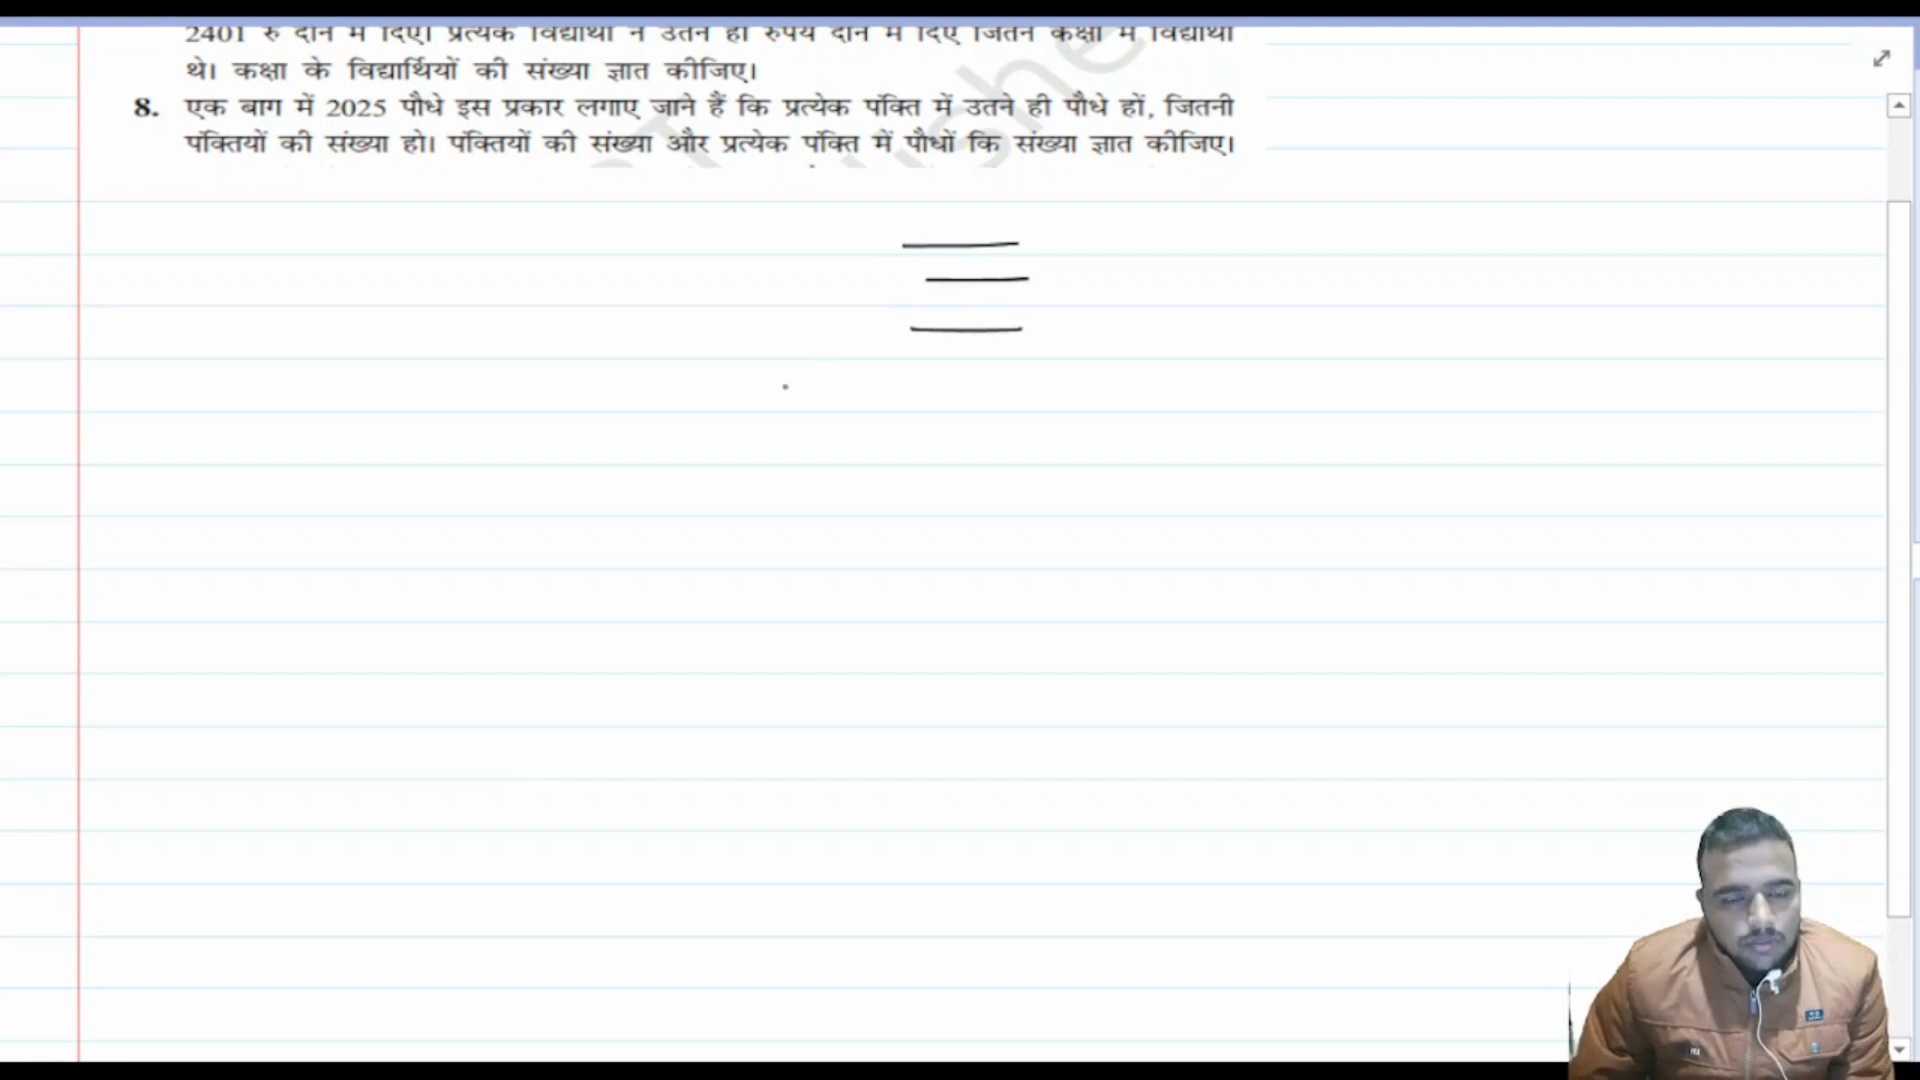 2401 रु दान में दिए। प्रत्येक विद्यार्थी ने उतने ही रुपये दान में दिए जितने कक्षा में विद्यार्थी
थे। कक्षा के विद्यार्थियों की संख्या ज्ञात कीजिए।
8. एक बाग में 2025 पौधे इस प्रकार लगाए जाने हैं कि प्रत्येक पंक्ति में उतने ही पौधे हों, जितनी
पंक्तियों की संख्या हो। पंक्तियों की संख्या और प्रत्येक पंक्ति में पौधों कि संख्या ज्ञात कीजिए।